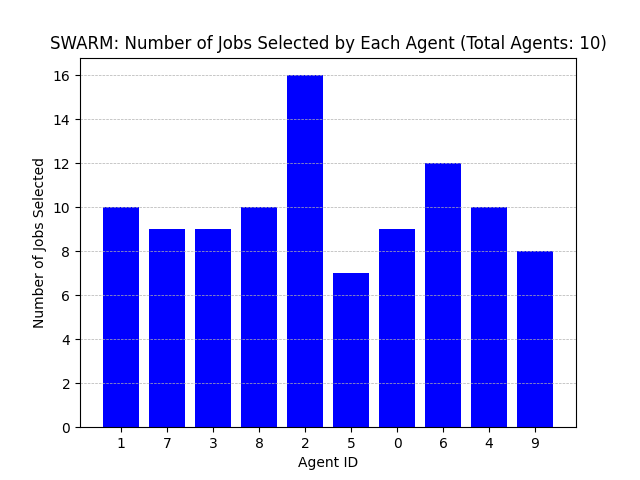 SWARM: Number of Jobs Selected by Each Agent (Total Agents: 10)
16
14
12
10
8
6
4
2
0
Number of Jobs Selected
1 7 3 8 2 5 0 6 4 9
Agent ID